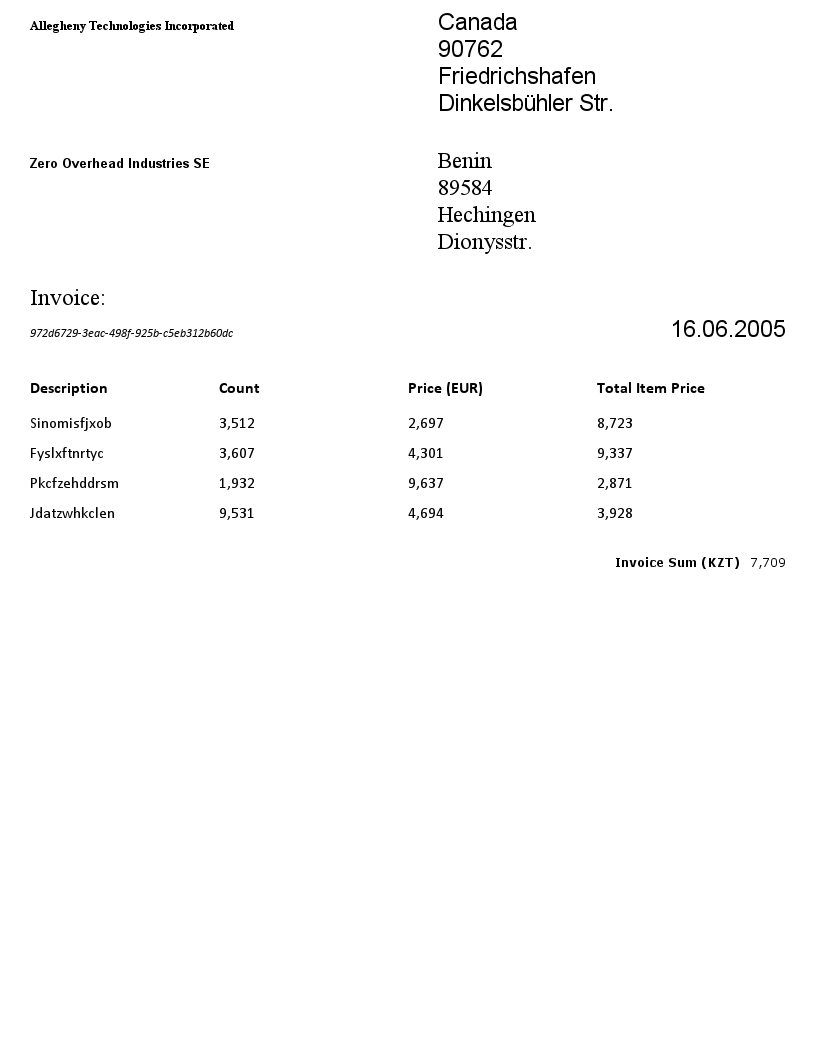 Allegheny Technologies Incorporated
Canada
90762
Friedrichshafen
Dinkelsbühler Str.
Zero Overhead Industries SE
Benin
89584
Hechingen
Dionysstr.
Invoice:
972d6729-3eac-498f-925b-c5eb312b60dc
16.06.2005
Description Count Price (EUR) Total Item Price
Sinomisfjxob 3,512 2,697 8,723
Fyslxftnrtyc 3,607 4,301 9,337
Pkcfzehddrsm 1,932 9,637 2,871
Jdatzwhkclen 9,531 4,694 3,928
Invoice Sum (KZT) 7,709